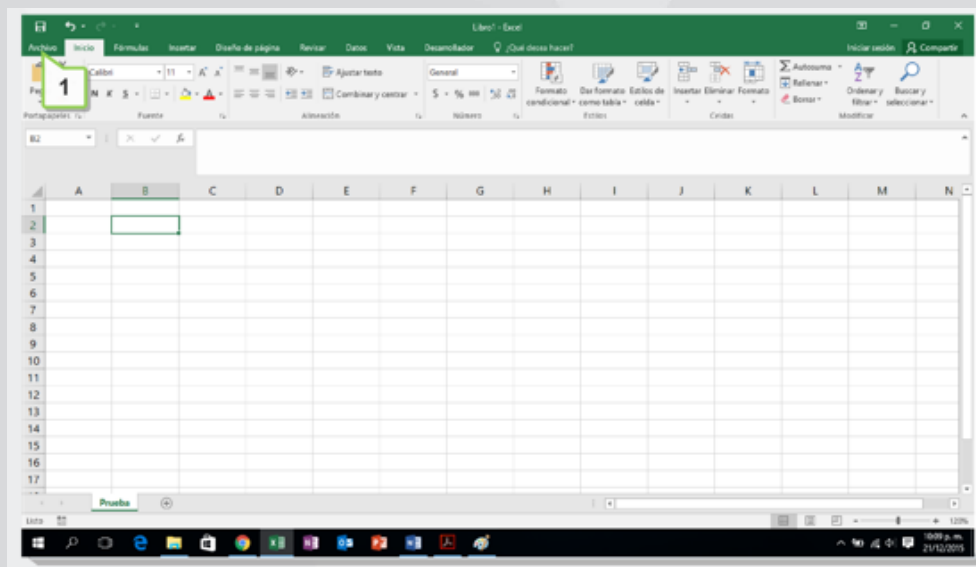 Libro1 - Excel
Archivo Inicio Fórmulas Insertar Diseño de página Revisar Datos Vista Desarrollador ¿Qué desea hacer? Iniciar sesión Compartir
1
Calibri 11 A A Ajustar texto General Autosuma
N K S A Combinar y centrar $ % Formato condicional Dar formato como tabla Estilos de celda Insertar Eliminar Formato Rellenar Borrar Ordenar y filtrar Buscar y seleccionar
Portapapeles Fuente Alineación Número Estilos Celdas Modificar
B2 fx
A B C D E F G H I J K L M N
1
2
3
4
5
6
7
8
9
10
11
12
13
14
15
16
17
Prueba
Listo 120%
10:09 p. m.
21/12/2015